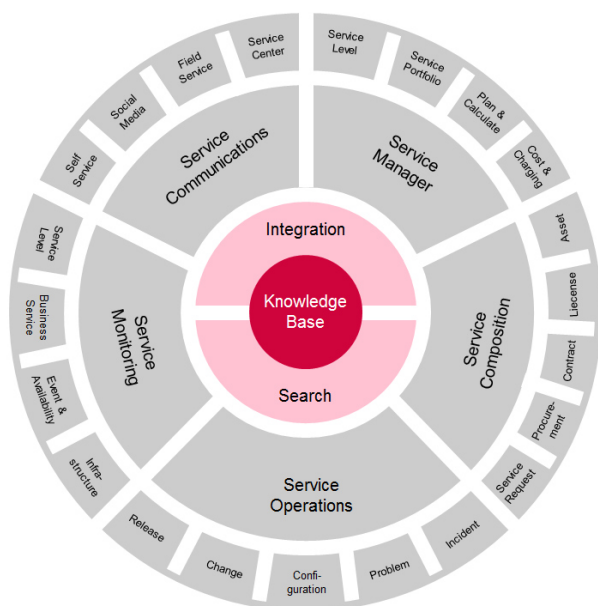 Service
Center
Service
Level
Service
Portfolio
Plan &
Calculate
Cost &
Charging
Asset
Liecense
Contract
Procure-
ment
Service
Request
Incident
Problem
Confi-
guration
Change
Release
Infra-
structure
Event &
Availability
Business
Service
Service
Level
Self
Service
Social
Media
Field
Service
Service
Communications
Service
Manager
Service
Composition
Service
Operations
Service
Monitoring
Integration
Knowledge
Base
Search